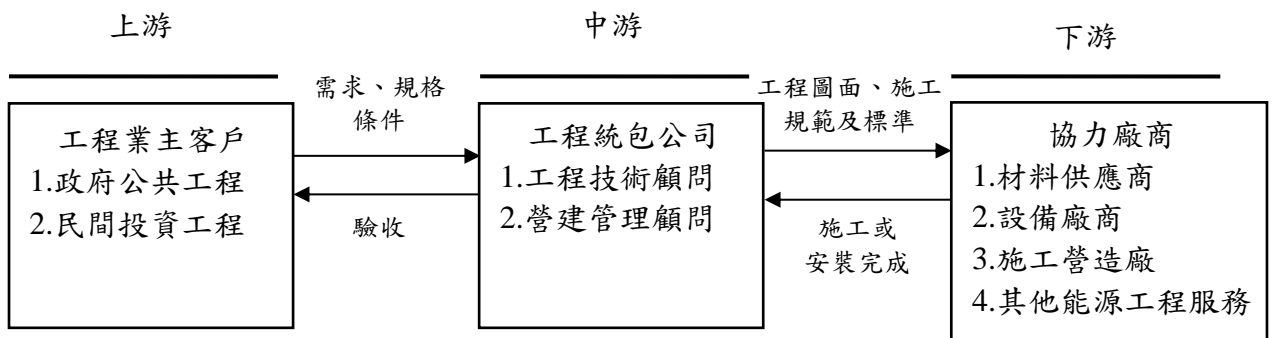 上游
中游
下游
需求、規格
條件
工程圖面、施工
規範及標準
工程業主客戶
1.政府公共工程
2.民間投資工程
驗收
工程統包公司
1.工程技術顧問
2.營建管理顧問
施工或
安裝完成
協力廠商
1.材料供應商
2.設備廠商
3.施工營造廠
4.其他能源工程服務